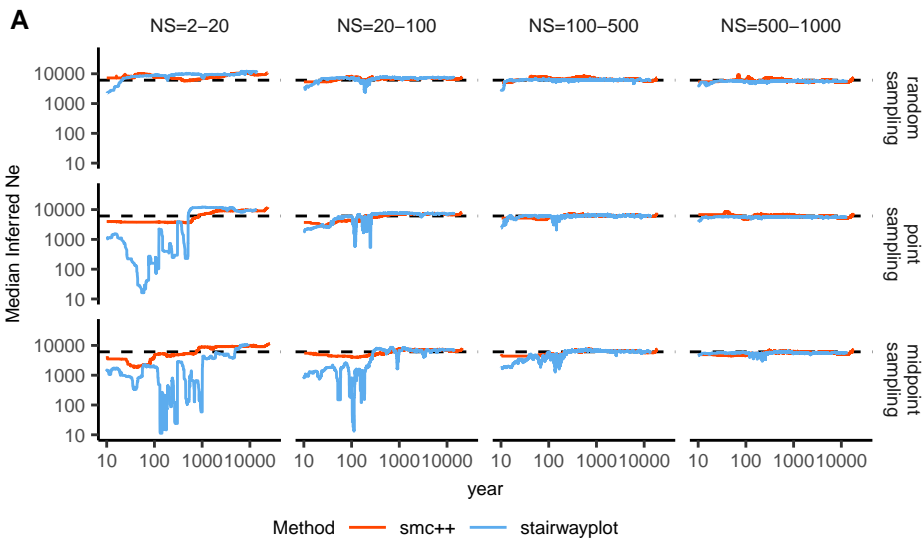 A
NS=2−20 NS=20−100 NS=100−500 NS=500−1000
10000
1000
100
10
random
sampling
10000
1000
100
10
point
sampling
10000
1000
100
10
midpoint
sampling
Median Inferred Ne
10 100 1000 10000 10 100 1000 10000 10 100 1000 10000 10 100 1000 10000
year
Method smc++ stairwayplot